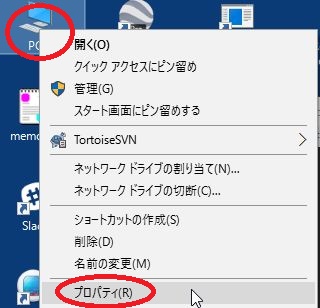 PC
開く(O)
クイック アクセスにピン留め
管理(G)
スタート画面にピン留めする
TortoiseSVN
ネットワーク ドライブの割り当て(N)...
ネットワーク ドライブの切断(C)...
ショートカットの作成(S)
削除(D)
名前の変更(M)
プロパティ(R)